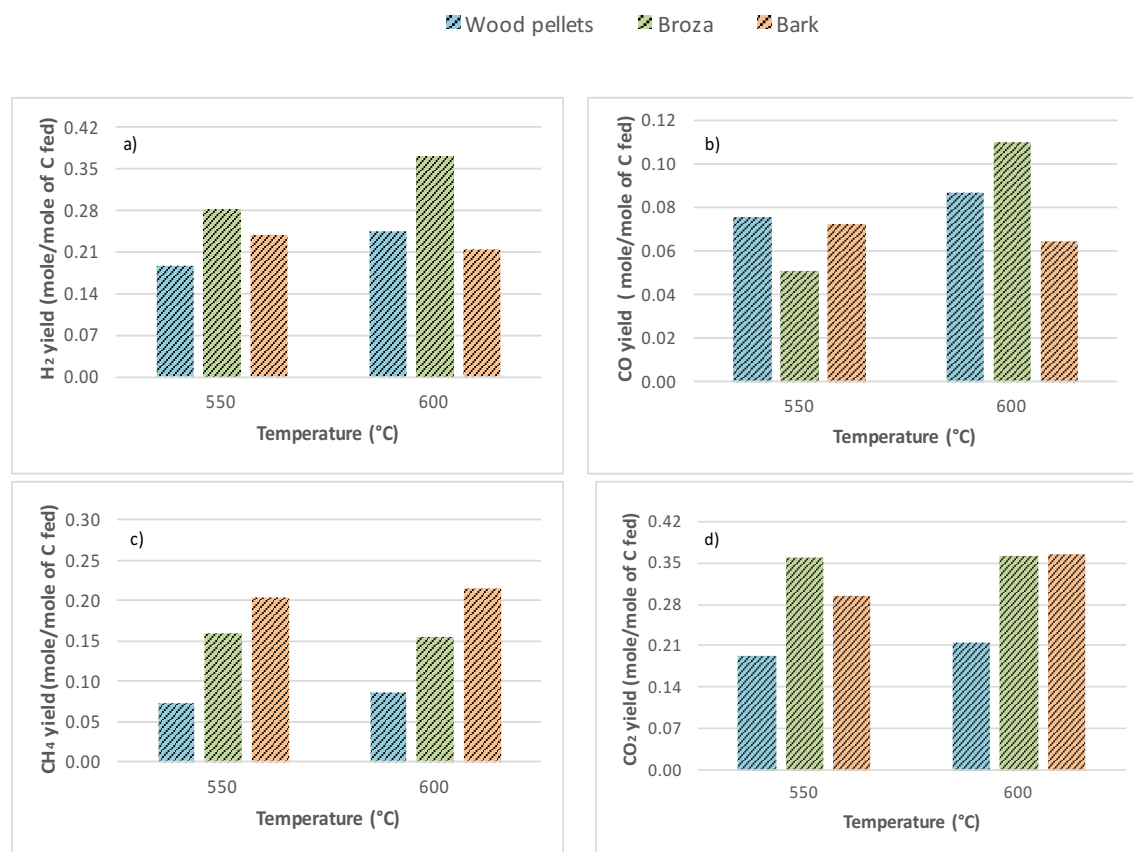 Wood pellets Broza Bark
a)
H₂ yield (mole/mole of C fed)
0.42
0.35
0.28
0.21
0.14
0.07
0.00
550 600
Temperature (°C)
b)
CO yield ( mole/mole of C fed)
0.12
0.10
0.08
0.06
0.04
0.02
0.00
550 600
Temperature (°C)
c)
CH₄ yield (mole/mole of C fed)
0.30
0.25
0.20
0.15
0.10
0.05
0.00
550 600
Temperature (°C)
d)
CO₂ yield (mole/mole of C fed)
0.42
0.35
0.28
0.21
0.14
0.07
0.00
550 600
Temperature (°C)